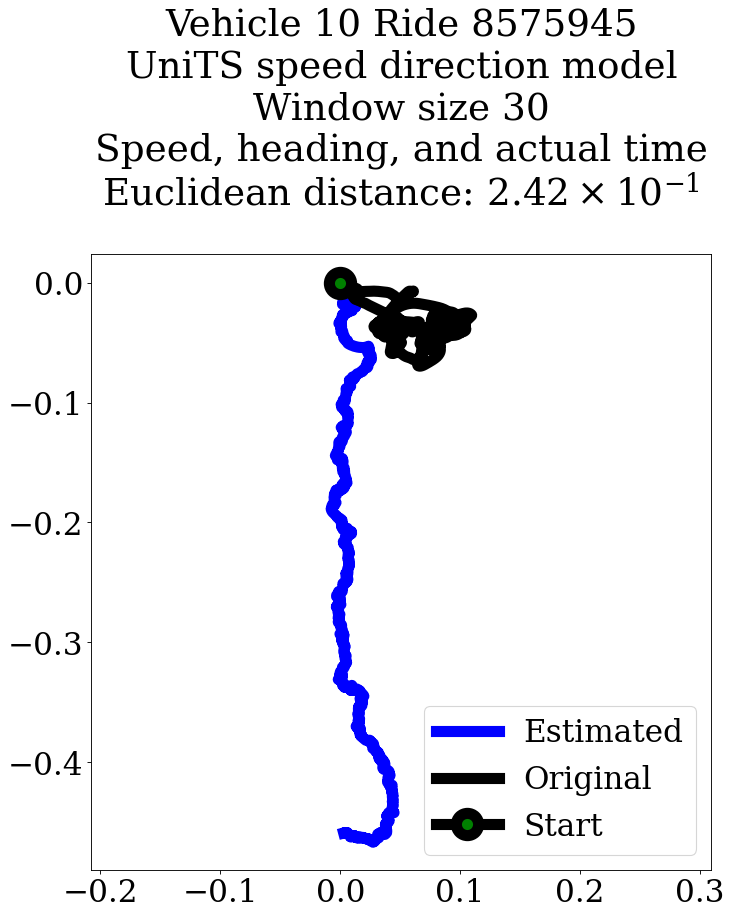 Vehicle 10 Ride 8575945
UniTS speed direction model
Window size 30
Speed, heading, and actual time
Euclidean distance: 2.42 × 10⁻¹
0.0
−0.1
−0.2
−0.3
−0.4
Estimated
Original
Start
−0.2 −0.1 0.0 0.1 0.2 0.3